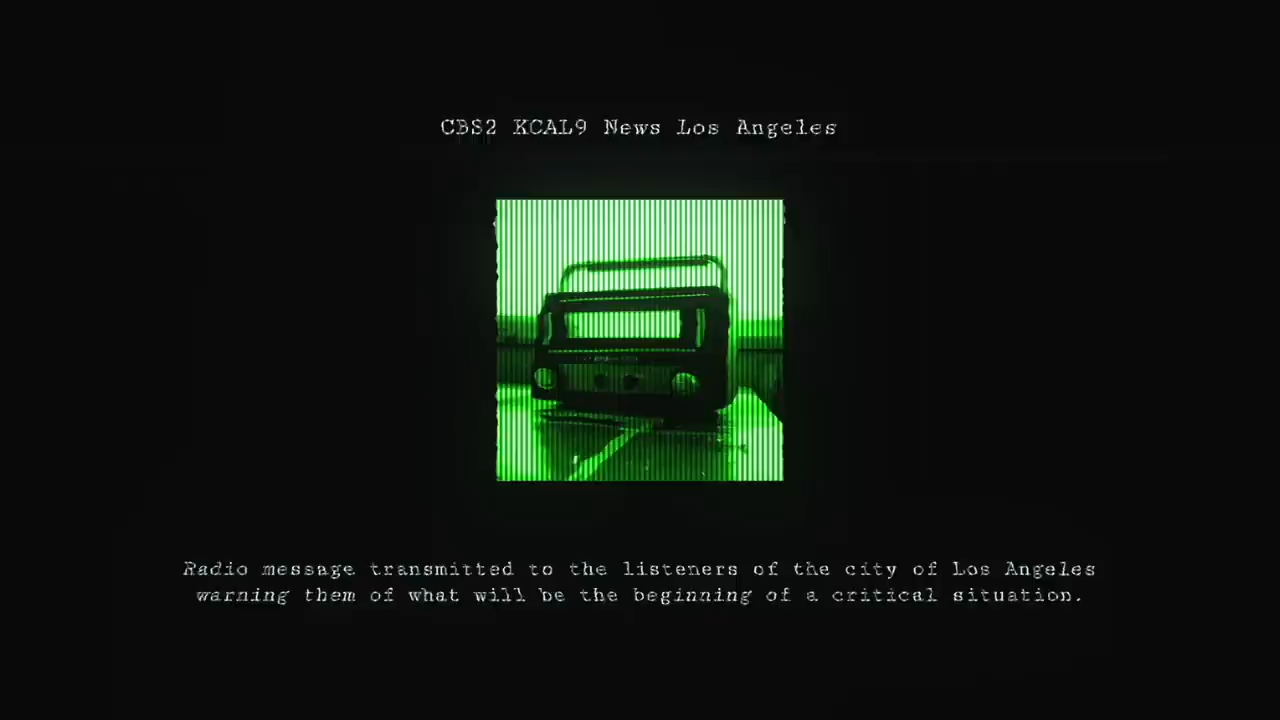 CBS2 KCAL9 News Los Angeles
Radio message transmitted to the listeners of the city of Los Angeles
warning them of what will be the beginning of a critical situation.